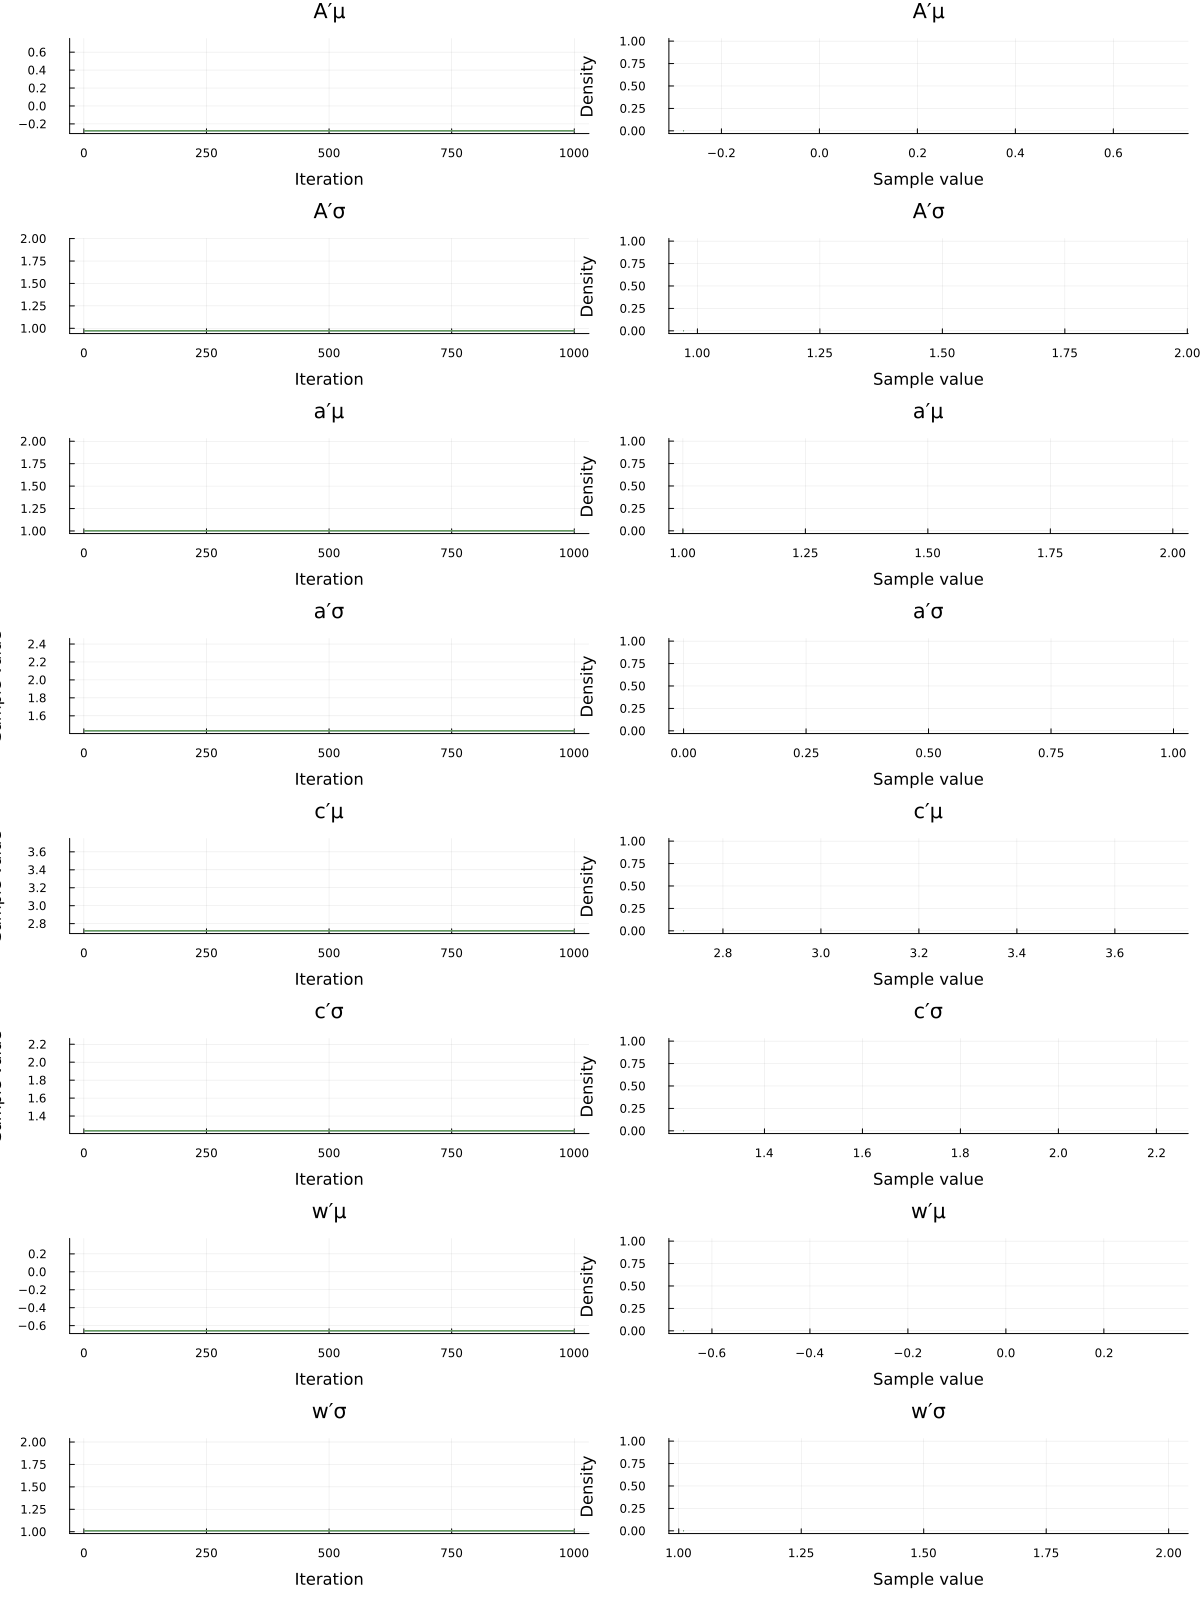 A′μ A′μ
0.6 1.00
0.4 0.75
0.2 Density 0.50
0.0 0.25
−0.2 0.00
0 250 500 750 1000 −0.2 0.0 0.2 0.4 0.6
Iteration Sample value
A′σ A′σ
2.00 1.00
1.75 0.75
1.50 Density 0.50
1.25 0.25
1.00 0.00
0 250 500 750 1000 1.00 1.25 1.50 1.75 2.00
Iteration Sample value
a′μ a′μ
2.00 1.00
1.75 0.75
1.50 Density 0.50
1.25 0.25
1.00 0.00
0 250 500 750 1000 1.00 1.25 1.50 1.75 2.00
Iteration Sample value
a′σ a′σ
2.4 1.00
2.2 0.75
2.0 Density 0.50
1.8 0.25
1.6 0.00
0 250 500 750 1000 0.00 0.25 0.50 0.75 1.00
Iteration Sample value
c′μ c′μ
3.6 1.00
3.4 0.75
3.2 Density 0.50
3.0 0.25
2.8 0.00
0 250 500 750 1000 2.8 3.0 3.2 3.4 3.6
Iteration Sample value
c′σ c′σ
2.2 1.00
2.0 0.75
1.8 Density 0.50
1.6 0.25
1.4 0.00
0 250 500 750 1000 1.4 1.6 1.8 2.0 2.2
Iteration Sample value
w′μ w′μ
0.2 1.00
0.0 0.75
−0.2 Density 0.50
−0.4 0.25
−0.6 0.00
0 250 500 750 1000 −0.6 −0.4 −0.2 0.0 0.2
Iteration Sample value
w′σ w′σ
2.00 1.00
1.75 0.75
1.50 Density 0.50
1.25 0.25
1.00 0.00
0 250 500 750 1000 1.00 1.25 1.50 1.75 2.00
Iteration Sample value